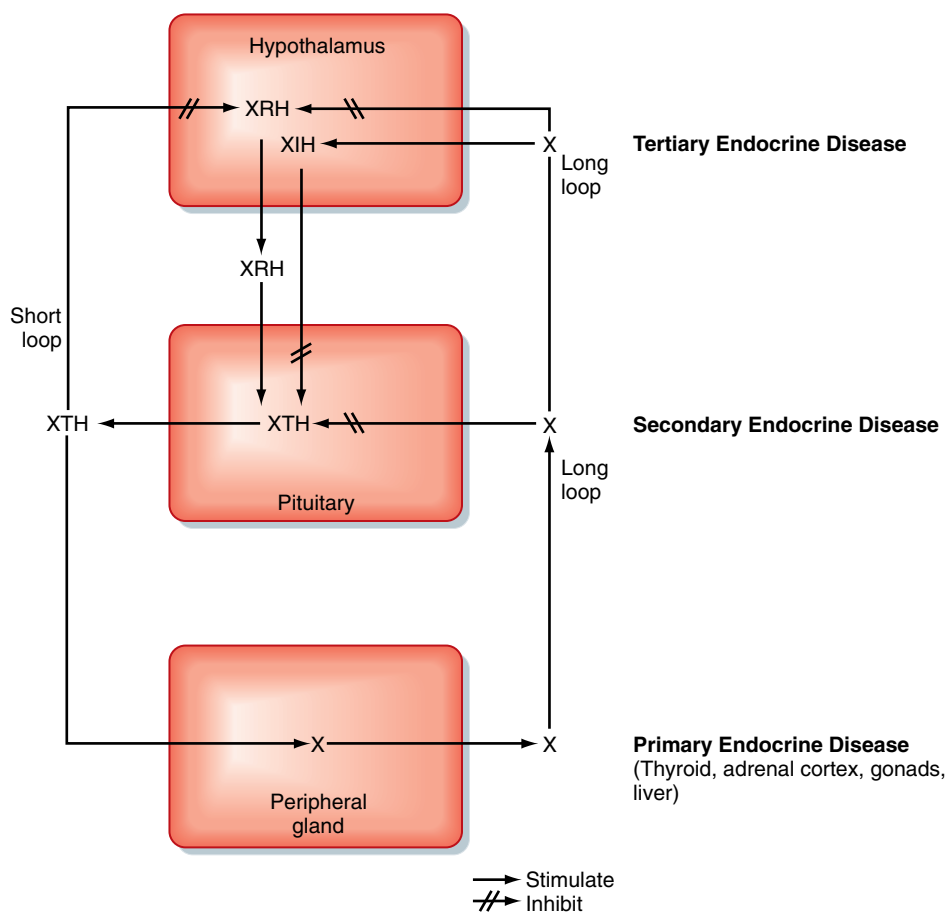 Hypothalamus
XRH
XIH
X
Tertiary Endocrine Disease
Long
loop
XRH
Short
loop
XTH
XTH
X
Secondary Endocrine Disease
Long
loop
Pituitary
X
X
Primary Endocrine Disease
(Thyroid, adrenal cortex, gonads,
liver)
Peripheral
gland
Stimulate
Inhibit